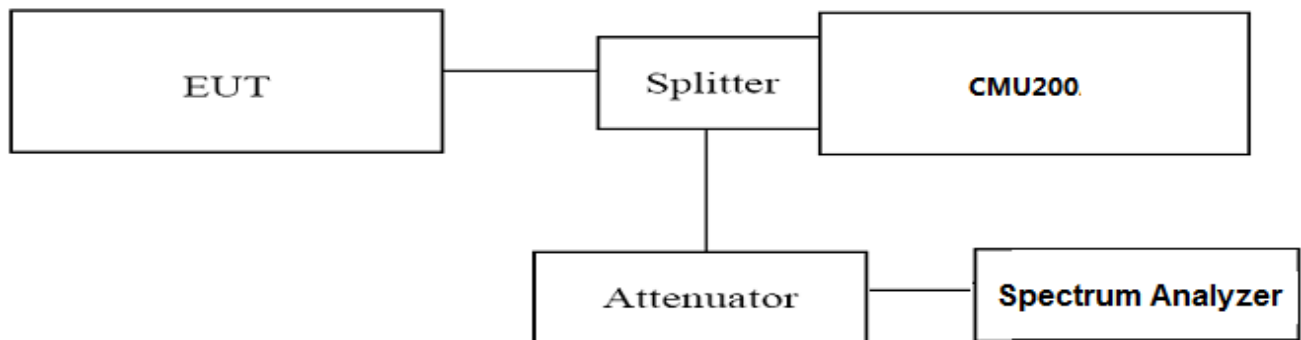 EUT
Splitter
CMU200
Attenuator
Spectrum Analyzer